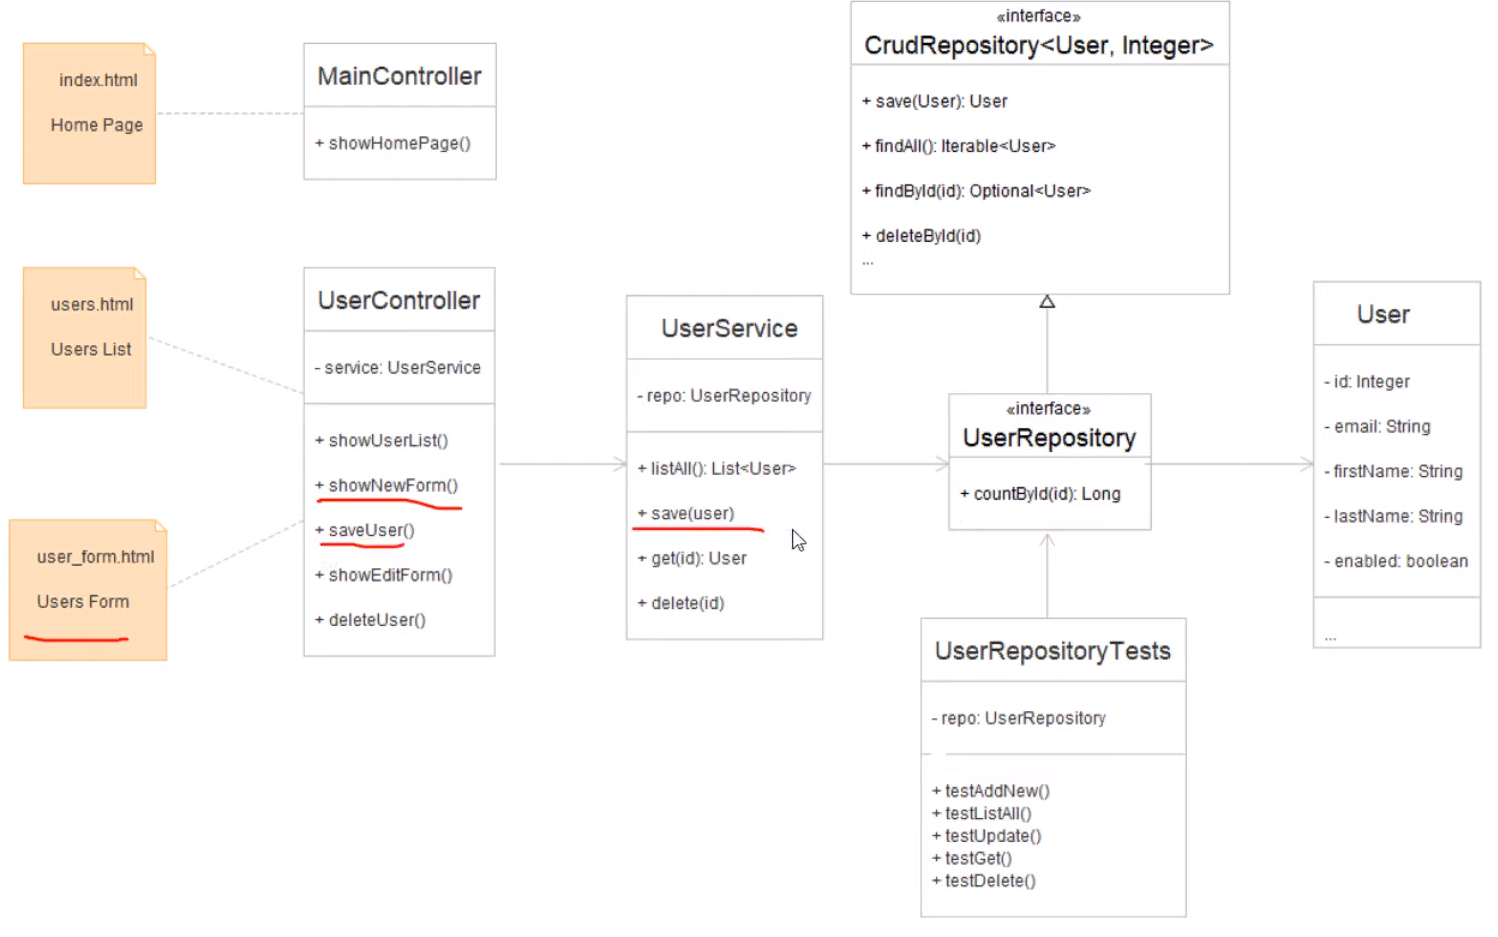 index.html
Home Page
MainController
+ showHomePage()
«interface»
CrudRepository<User, Integer>
+ save(User): User
+ findAll(): Iterable<User>
+ findById(id): Optional<User>
+ deleteById(id)
...
users.html
Users List
user_form.html
Users Form
UserController
- service: UserService
+ showUserList()
+ showNewForm()
+ saveUser()
+ showEditForm()
+ deleteUser()
UserService
- repo: UserRepository
+ listAll(): List<User>
+ save(user)
+ get(id): User
+ delete(id)
«interface»
UserRepository
+ countById(id): Long
User
- id: Integer
- email: String
- firstName: String
- lastName: String
- enabled: boolean
...
UserRepositoryTests
- repo: UserRepository
+ testAddNew()
+ testListAll()
+ testUpdate()
+ testGet()
+ testDelete()